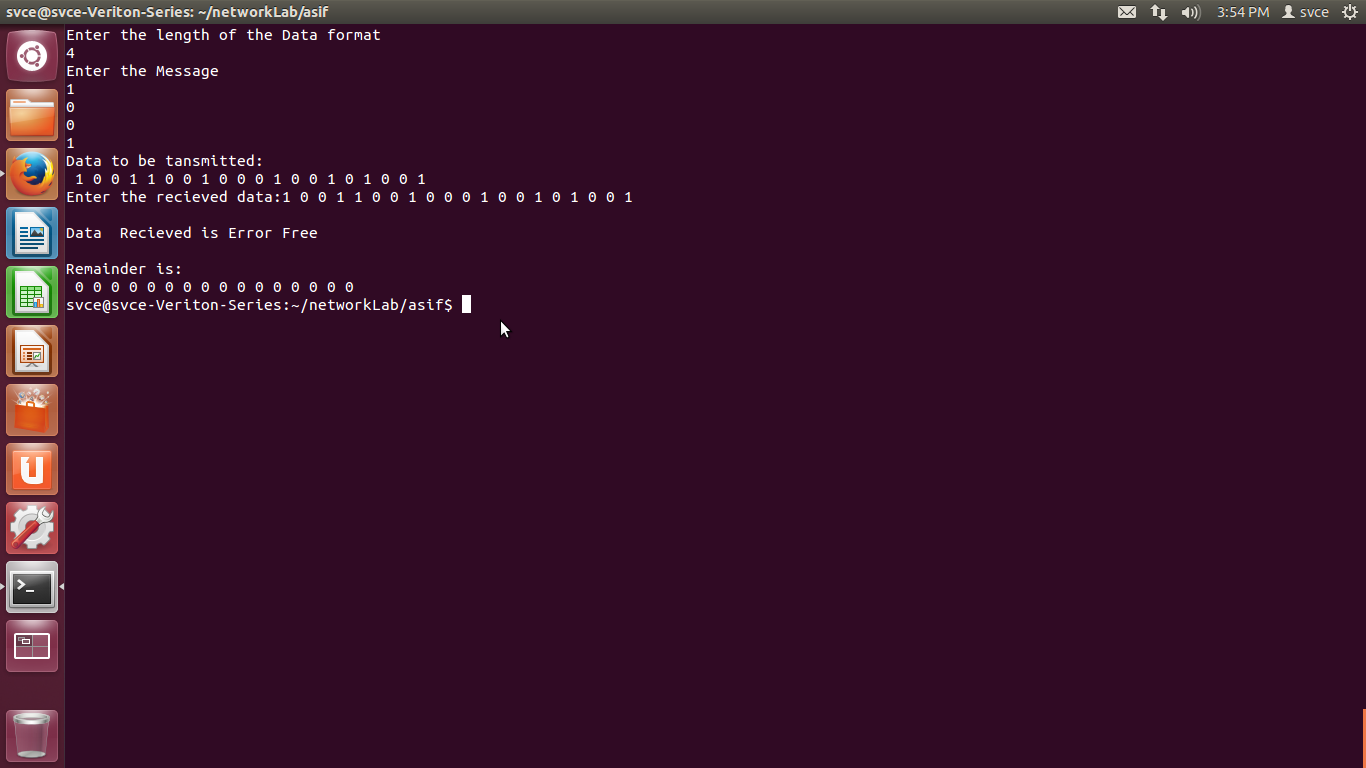 svce@svce-Veriton-Series: ~/networkLab/asif
3:54 PM svce
Enter the length of the Data format
4
Enter the Message
1
0
0
1
Data to be tansmitted:
1 0 0 1 1 0 0 1 0 0 0 1 0 0 1 0 1 0 0 1
Enter the recieved data:1 0 0 1 1 0 0 1 0 0 0 1 0 0 1 0 1 0 0 1
Data  Recieved is Error Free
Remainder is:
0 0 0 0 0 0 0 0 0 0 0 0 0 0 0 0
svce@svce-Veriton-Series:~/networkLab/asif$